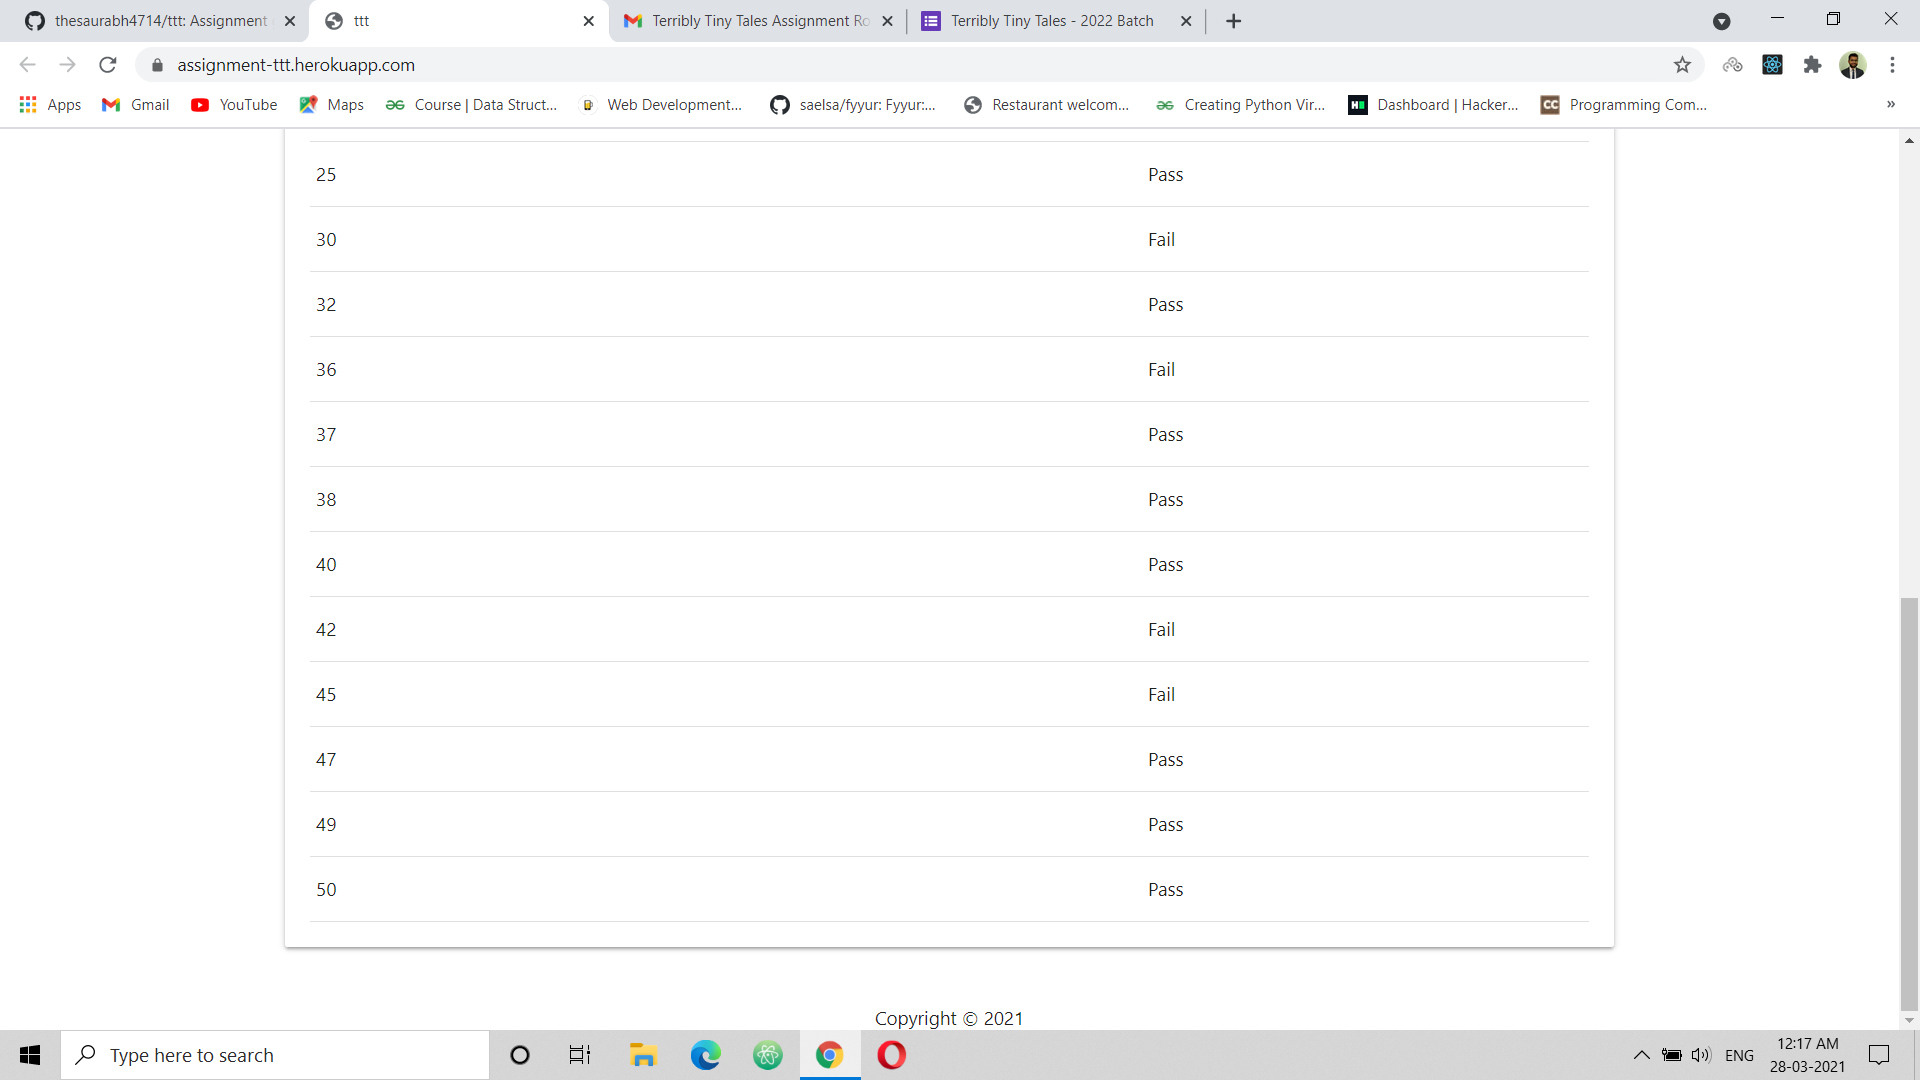 thesaurabh4714/ttt: Assignment
ttt
Terribly Tiny Tales Assignment Ro
Terribly Tiny Tales - 2022 Batch
assignment-ttt.herokuapp.com
Apps
Gmail
YouTube
Maps
Course | Data Struct...
Web Development...
saelsa/fyyur: Fyyur:...
Restaurant welcom...
Creating Python Vir...
Dashboard | Hacker...
CC
Programming Com...
»
25 Pass
30 Fail
32 Pass
36 Fail
37 Pass
38 Pass
40 Pass
42 Fail
45 Fail
47 Pass
49 Pass
50 Pass
Copyright © 2021
Type here to search
ENG
12:17 AM
28-03-2021